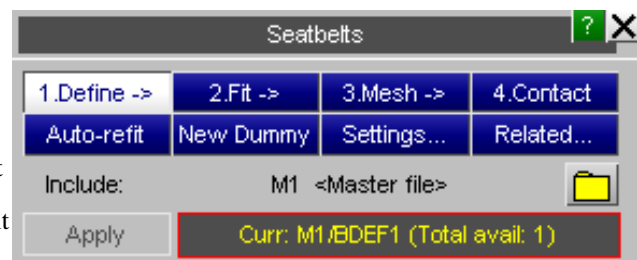 Seatbelts ? X
1.Define -> 2.Fit -> 3.Mesh -> 4.Contact
Auto-refit New Dummy Settings... Related...
t
Include: M1 <Master file>
t
Apply Curr: M1/BDEF1 (Total avail: 1)